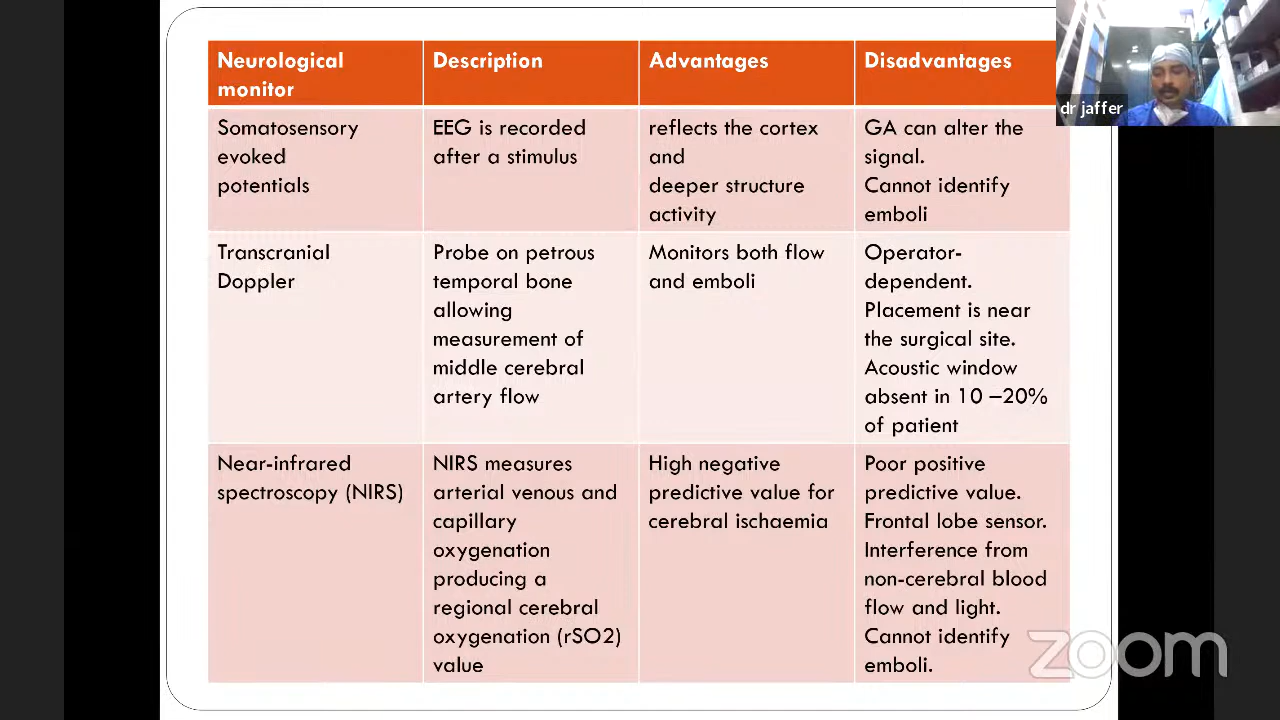 Neurological
monitor
Description
Advantages
Disadvantages
Somatosensory
evoked
potentials
EEG is recorded
after a stimulus
reflects the cortex
and
deeper structure
activity
GA can alter the
signal.
Cannot identify
emboli
Transcranial
Doppler
Probe on petrous
temporal bone
allowing
measurement of
middle cerebral
artery flow
Monitors both flow
and emboli
Operator-
dependent.
Placement is near
the surgical site.
Acoustic window
absent in 10 –20%
of patient
Near-infrared
spectroscopy (NIRS)
NIRS measures
arterial venous and
capillary
oxygenation
producing a
regional cerebral
oxygenation (rSO2)
value
High negative
predictive value for
cerebral ischaemia
Poor positive
predictive value.
Frontal lobe sensor.
Interference from
non-cerebral blood
flow and light.
Cannot identify
emboli.
dr jaffer
zoom